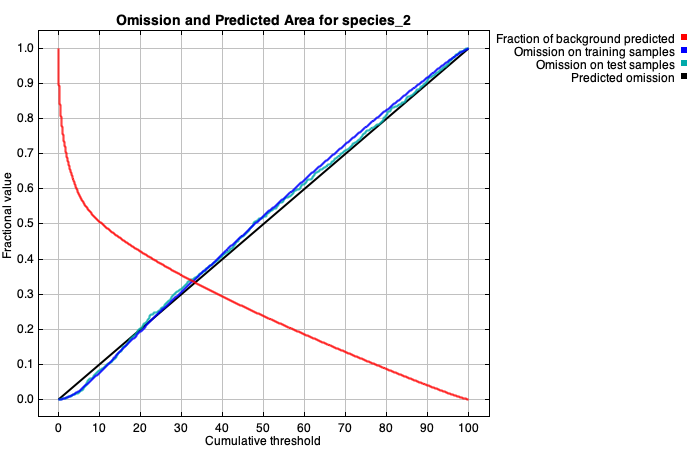 Omission and Predicted Area for species_2
Fraction of background predicted
Omission on training samples
Omission on test samples
Predicted omission
Fractional value
1.0
0.9
0.8
0.7
0.6
0.5
0.4
0.3
0.2
0.1
0.0
0 10 20 30 40 50 60 70 80 90 100
Cumulative threshold